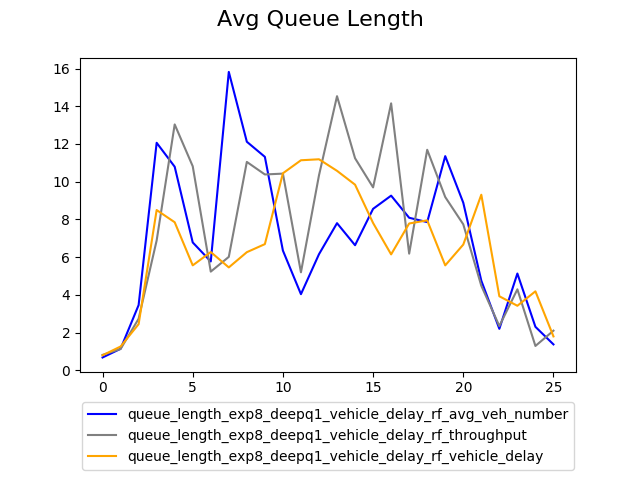 Avg Queue Length
16
14
12
10
8
6
4
2
0
0 5 10 15 20 25
queue_length_exp8_deepq1_vehicle_delay_rf_avg_veh_number
queue_length_exp8_deepq1_vehicle_delay_rf_throughput
queue_length_exp8_deepq1_vehicle_delay_rf_vehicle_delay